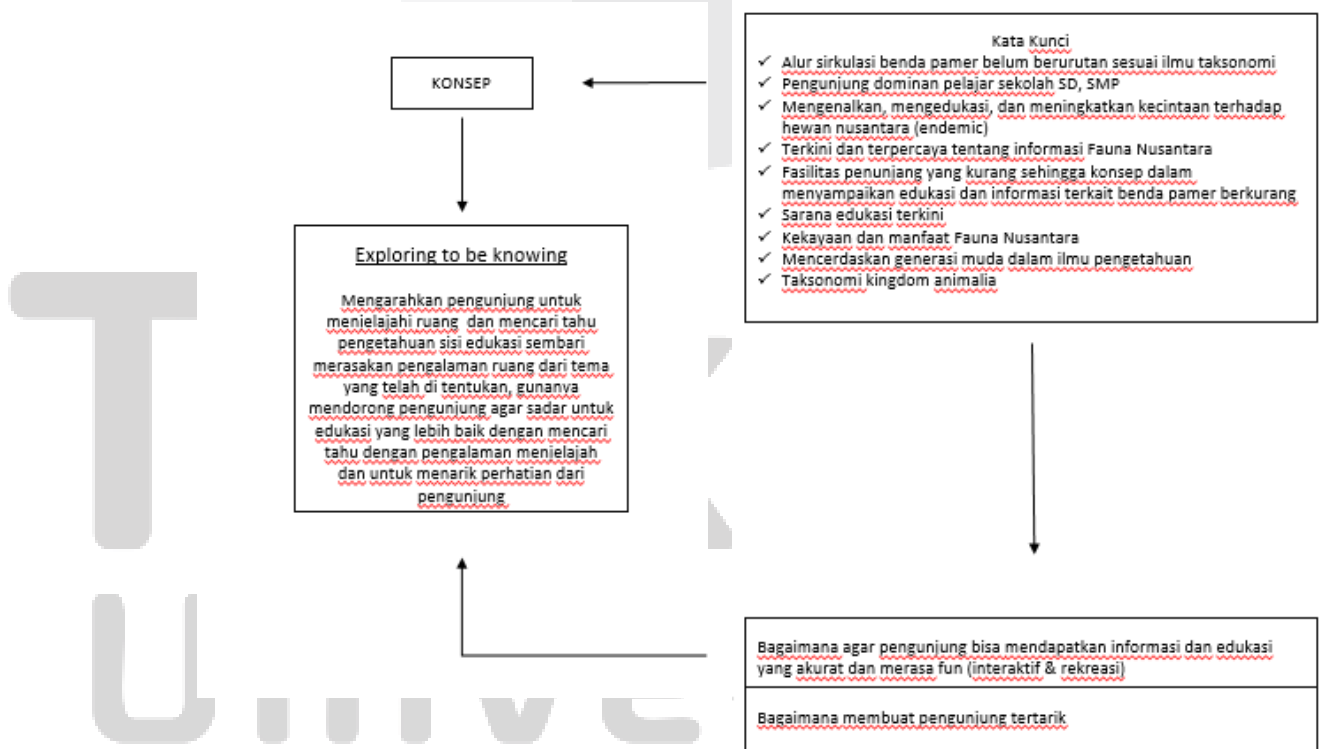 KONSEP
Exploring to be knowing
Mengarahkan pengunjung untuk
menjelajahi ruang dan mencari tahu
pengetahuan sisi edukasi sembari
merasakan pengalaman ruang dari tema
yang telah di tentukan, gunanya
mendorong pengunjung agar sadar untuk
edukasi yang lebih baik dengan mencari
tahu dengan pengalaman menjelajah
dan untuk menarik perhatian dari
pengunjung
Kata Kunci
✓ Alur sirkulasi benda pamer belum berurutan sesuai ilmu taksonomi
✓ Pengunjung dominan pelajar sekolah SD, SMP
✓ Mengenalkan, mengedukasi, dan meningkatkan kecintaan terhadap
hewan nusantara (endemic)
✓ Terkini dan terpercaya tentang informasi Fauna Nusantara
✓ Fasilitas penunjang yang kurang sehingga konsep dalam
menyampaikan edukasi dan informasi terkait benda pamer berkurang
✓ Sarana edukasi terkini
✓ Kekayaan dan manfaat Fauna Nusantara
✓ Mencerdaskan generasi muda dalam ilmu pengetahuan
✓ Taksonomi kingdom animalia
Bagaimana agar pengunjung bisa mendapatkan informasi dan edukasi
yang akurat dan merasa fun (interaktif & rekreasi)
Bagaimana membuat pengunjung tertarik